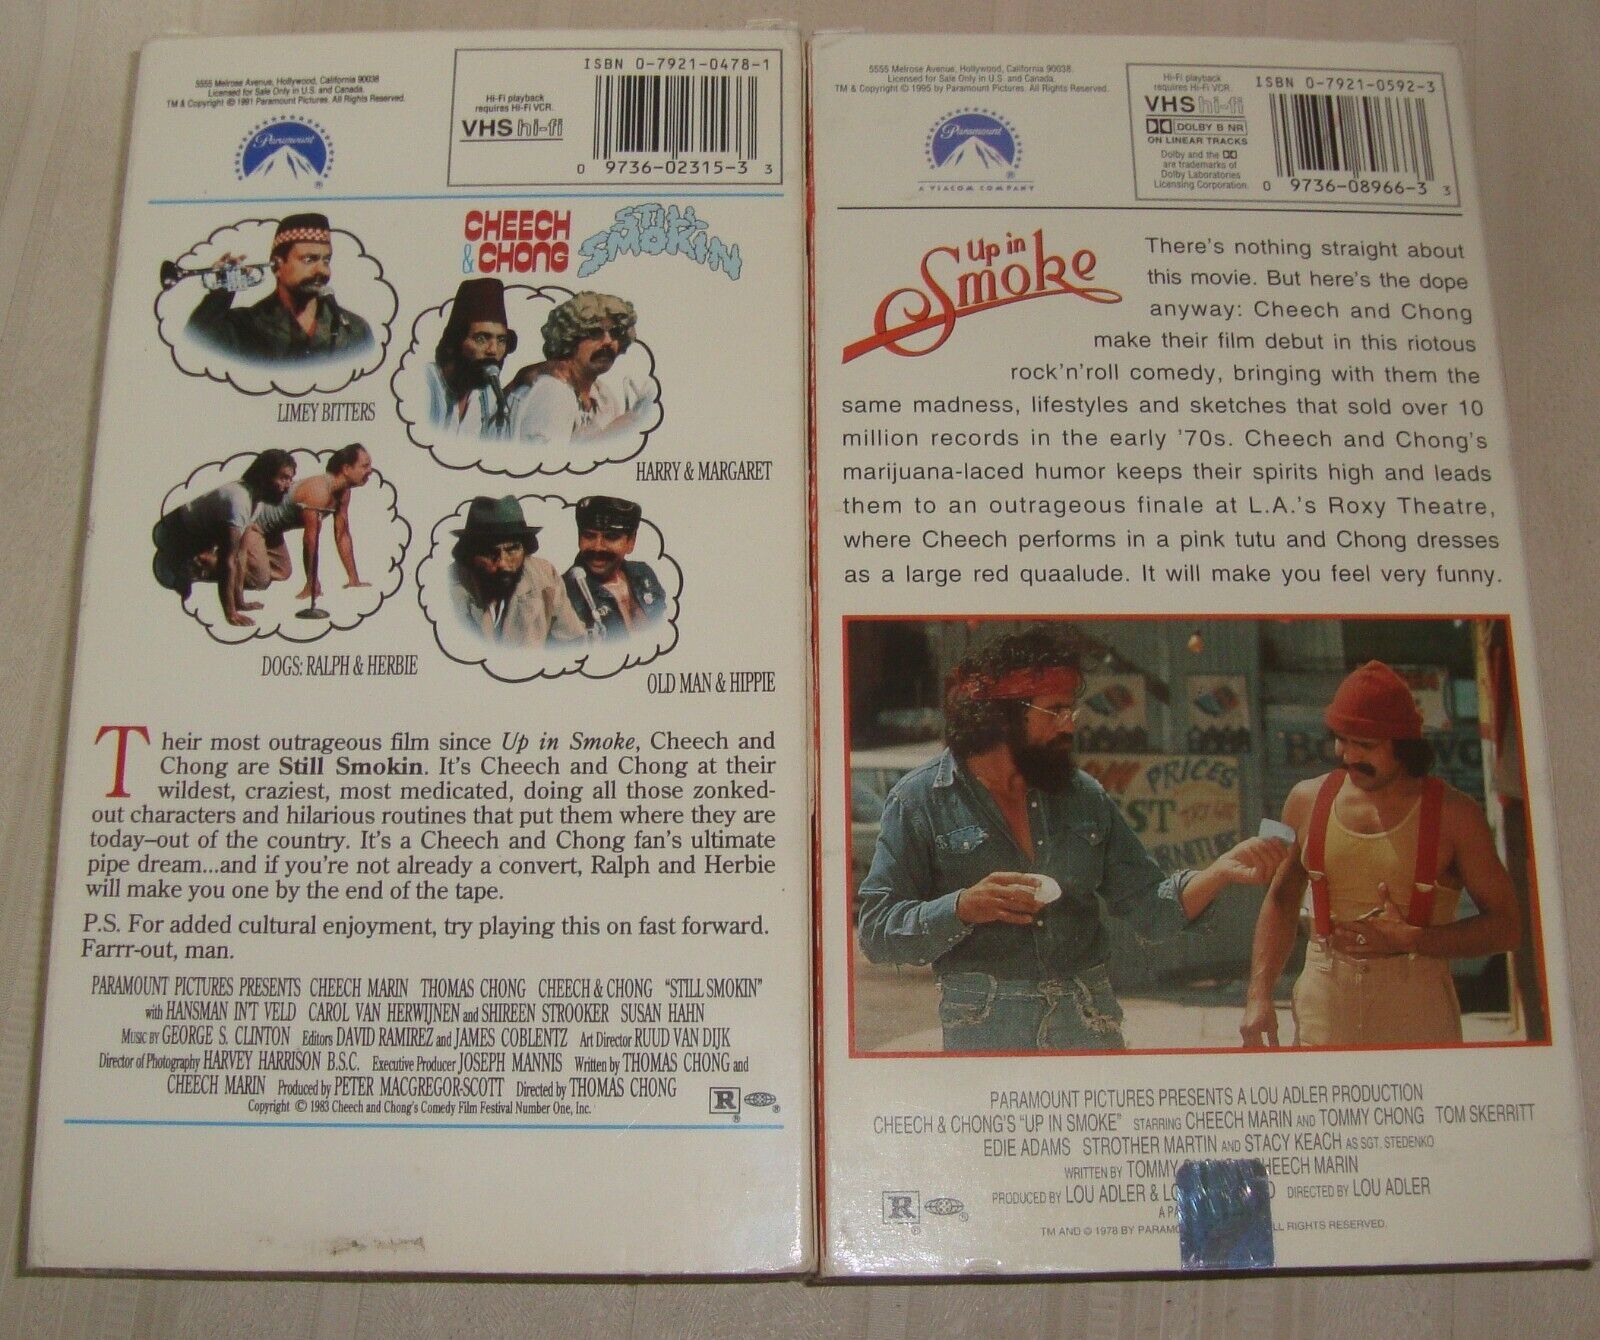 5555 Melrose Avenue, Hollywood, California 90038
Licensed for Sale Only in U.S. and Canada.
TM & Copyright © 1991 Paramount Pictures. All Rights Reserved.
Paramount
®
Hi-Fi playback
requires Hi-Fi VCR.
VHS hi-fi
ISBN 0-7921-0478-1
0 9736-02315-3 3
CHEECH
& CHONG
STILL
SMOKIN
LIMEY BITTERS
HARRY & MARGARET
DOGS: RALPH & HERBIE
OLD MAN & HIPPIE
Their most outrageous film since Up in Smoke, Cheech and
Chong are Still Smokin. It's Cheech and Chong at their
wildest, craziest, most medicated, doing all those zonked-
out characters and hilarious routines that put them where they are
today–out of the country. It's a Cheech and Chong fan's ultimate
pipe dream...and if you're not already a convert, Ralph and Herbie
will make you one by the end of the tape.
P.S. For added cultural enjoyment, try playing this on fast forward.
Farrr-out, man.
PARAMOUNT PICTURES PRESENTS CHEECH MARIN THOMAS CHONG CHEECH & CHONG "STILL SMOKIN"
with HANSMAN IN'T VELD CAROL VAN HERWIJNEN and SHIREEN STROOKER SUSAN HAHN
MUSIC BY GEORGE S. CLINTON Editors DAVID RAMIREZ and JAMES COBLENTZ Art Director RUUD VAN DIJK
Director of Photography HARVEY HARRISON B.S.C. Executive Producer JOSEPH MANNIS Written by THOMAS CHONG and
CHEECH MARIN Produced by PETER MACGREGOR-SCOTT Directed by THOMAS CHONG
Copyright © 1983 Cheech and Chong's Comedy Film Festival Number One, Inc.
R
5555 Melrose Avenue, Hollywood, California 90038.
Licensed for Sale Only in U.S. and Canada.
TM & Copyright © 1995 by Paramount Pictures. All Rights Reserved.
Paramount
®
A VIACOM COMPANY
Hi-Fi playback
requires Hi-Fi VCR.
VHS hi-fi
DOLBY B NR
ON LINEAR TRACKS
Dolby and the
are trademarks of
Dolby Laboratories
Licensing Corporation.
ISBN 0-7921-0592-3
0 9736-08966-3 3
Up in
Smoke
There's nothing straight about
this movie. But here's the dope
anyway: Cheech and Chong
make their film debut in this riotous
rock'n'roll comedy, bringing with them the
same madness, lifestyles and sketches that sold over 10
million records in the early '70s. Cheech and Chong's
marijuana-laced humor keeps their spirits high and leads
them to an outrageous finale at L.A.'s Roxy Theatre,
where Cheech performs in a pink tutu and Chong dresses
as a large red quaalude. It will make you feel very funny.
PRICES
PARAMOUNT PICTURES PRESENTS A LOU ADLER PRODUCTION
CHEECH & CHONG'S "UP IN SMOKE" STARRING CHEECH MARIN AND TOMMY CHONG TOM SKERRITT
EDIE ADAMS STROTHER MARTIN AND STACY KEACH AS SGT. STEDENKO
WRITTEN BY TOMMY CHEECH MARIN
PRODUCED BY LOU ADLER & DIRECTED BY LOU ADLER
TM AND © 1978 BY ALL RIGHTS RESERVED.
R